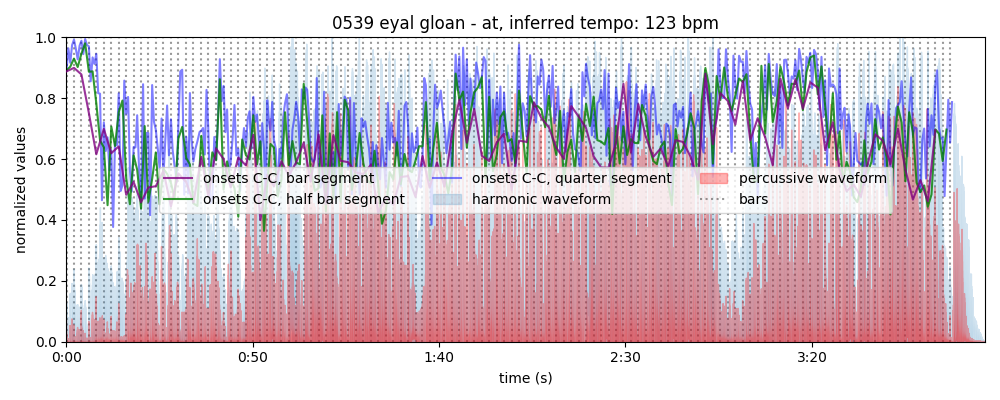 0539 eyal gloan - at, inferred tempo: 123 bpm
normalized values
1.0
0.8
0.6
0.4
0.2
0.0
onsets C-C, bar segment
onsets C-C, half bar segment
onsets C-C, quarter segment
harmonic waveform
percussive waveform
bars
0:00 0:50 1:40 2:30 3:20
time (s)